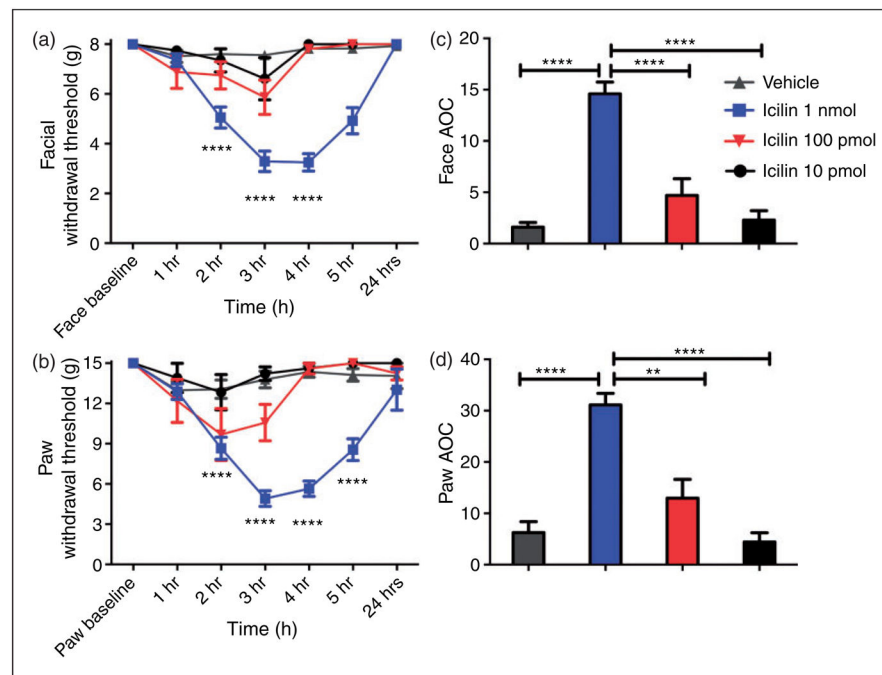 (a)
8
6
4
2
0
Facial
withdrawal threshold (g)
****
****
****
Face baseline
1 hr
2 hr
3 hr
4 hr
5 hr
24 hrs
Time (h)
(c)
20
15
10
5
0
Face AOC
****
****
****
Vehicle
Icilin 1 nmol
Icilin 100 pmol
Icilin 10 pmol
(b)
15
12
9
6
3
0
Paw
withdrawal threshold (g)
****
****
****
****
Paw baseline
1 hr
2 hr
3 hr
4 hr
5 hr
24 hrs
Time (h)
(d)
40
30
20
10
0
Paw AOC
****
****
**